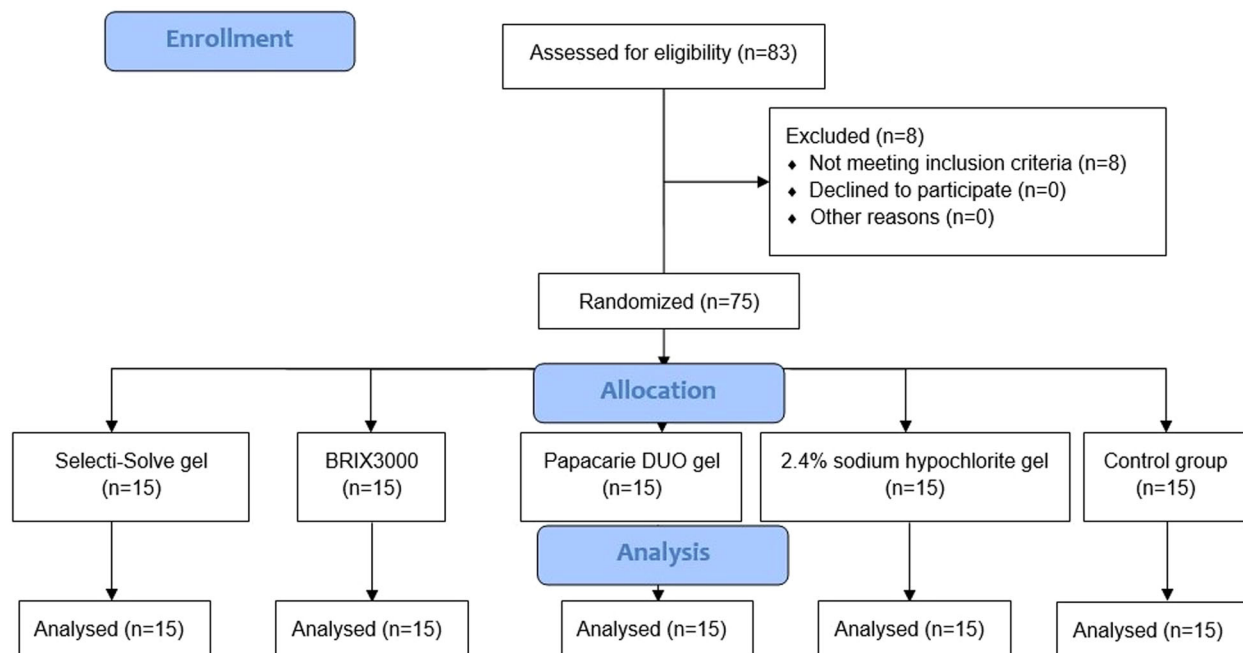 Enrollment
Assessed for eligibility (n=83)
Excluded (n=8)
♦ Not meeting inclusion criteria (n=8)
♦ Declined to participate (n=0)
♦ Other reasons (n=0)
Randomized (n=75)
Allocation
Selecti-Solve gel
(n=15)
BRIX3000
(n=15)
Papacarie DUO gel
(n=15)
2.4% sodium hypochlorite gel
(n=15)
Control group
(n=15)
Analysis
Analysed (n=15)
Analysed (n=15)
Analysed (n=15)
Analysed (n=15)
Analysed (n=15)